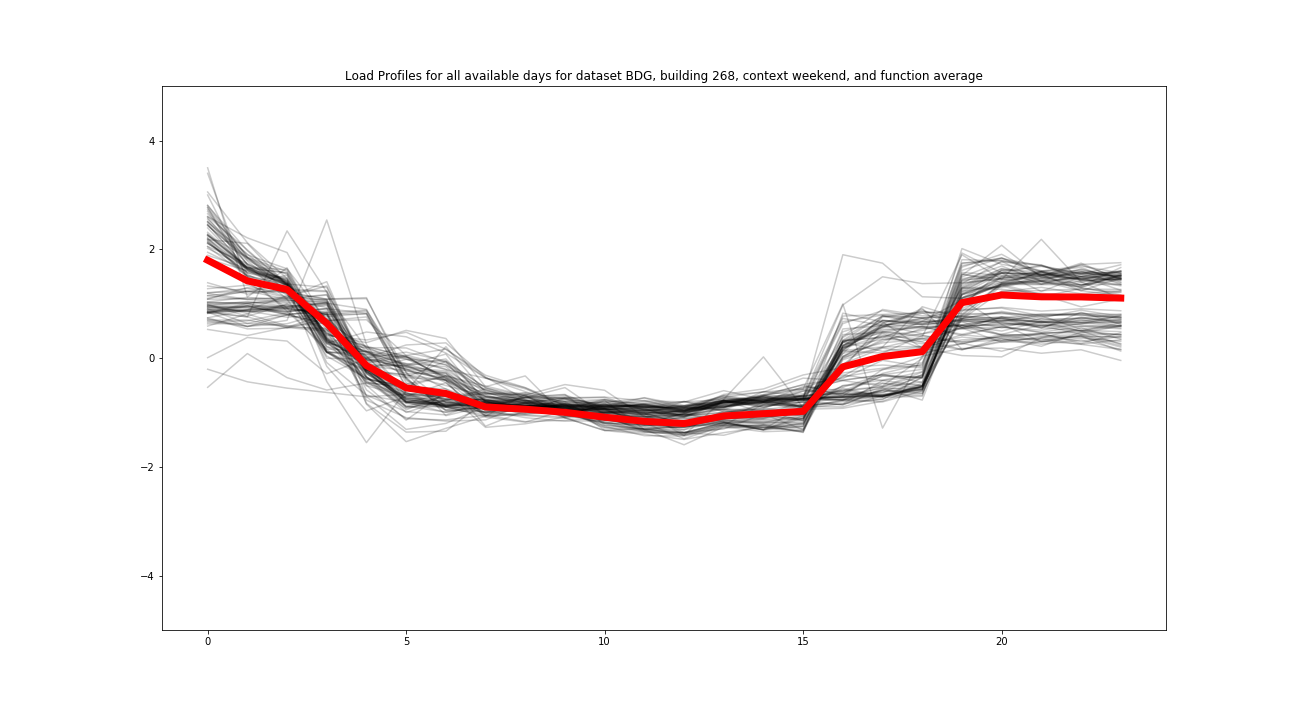 Load Profiles for all available days for dataset BDG, building 268, context weekend, and function average
4
2
0
−2
−4
0 5 10 15 20